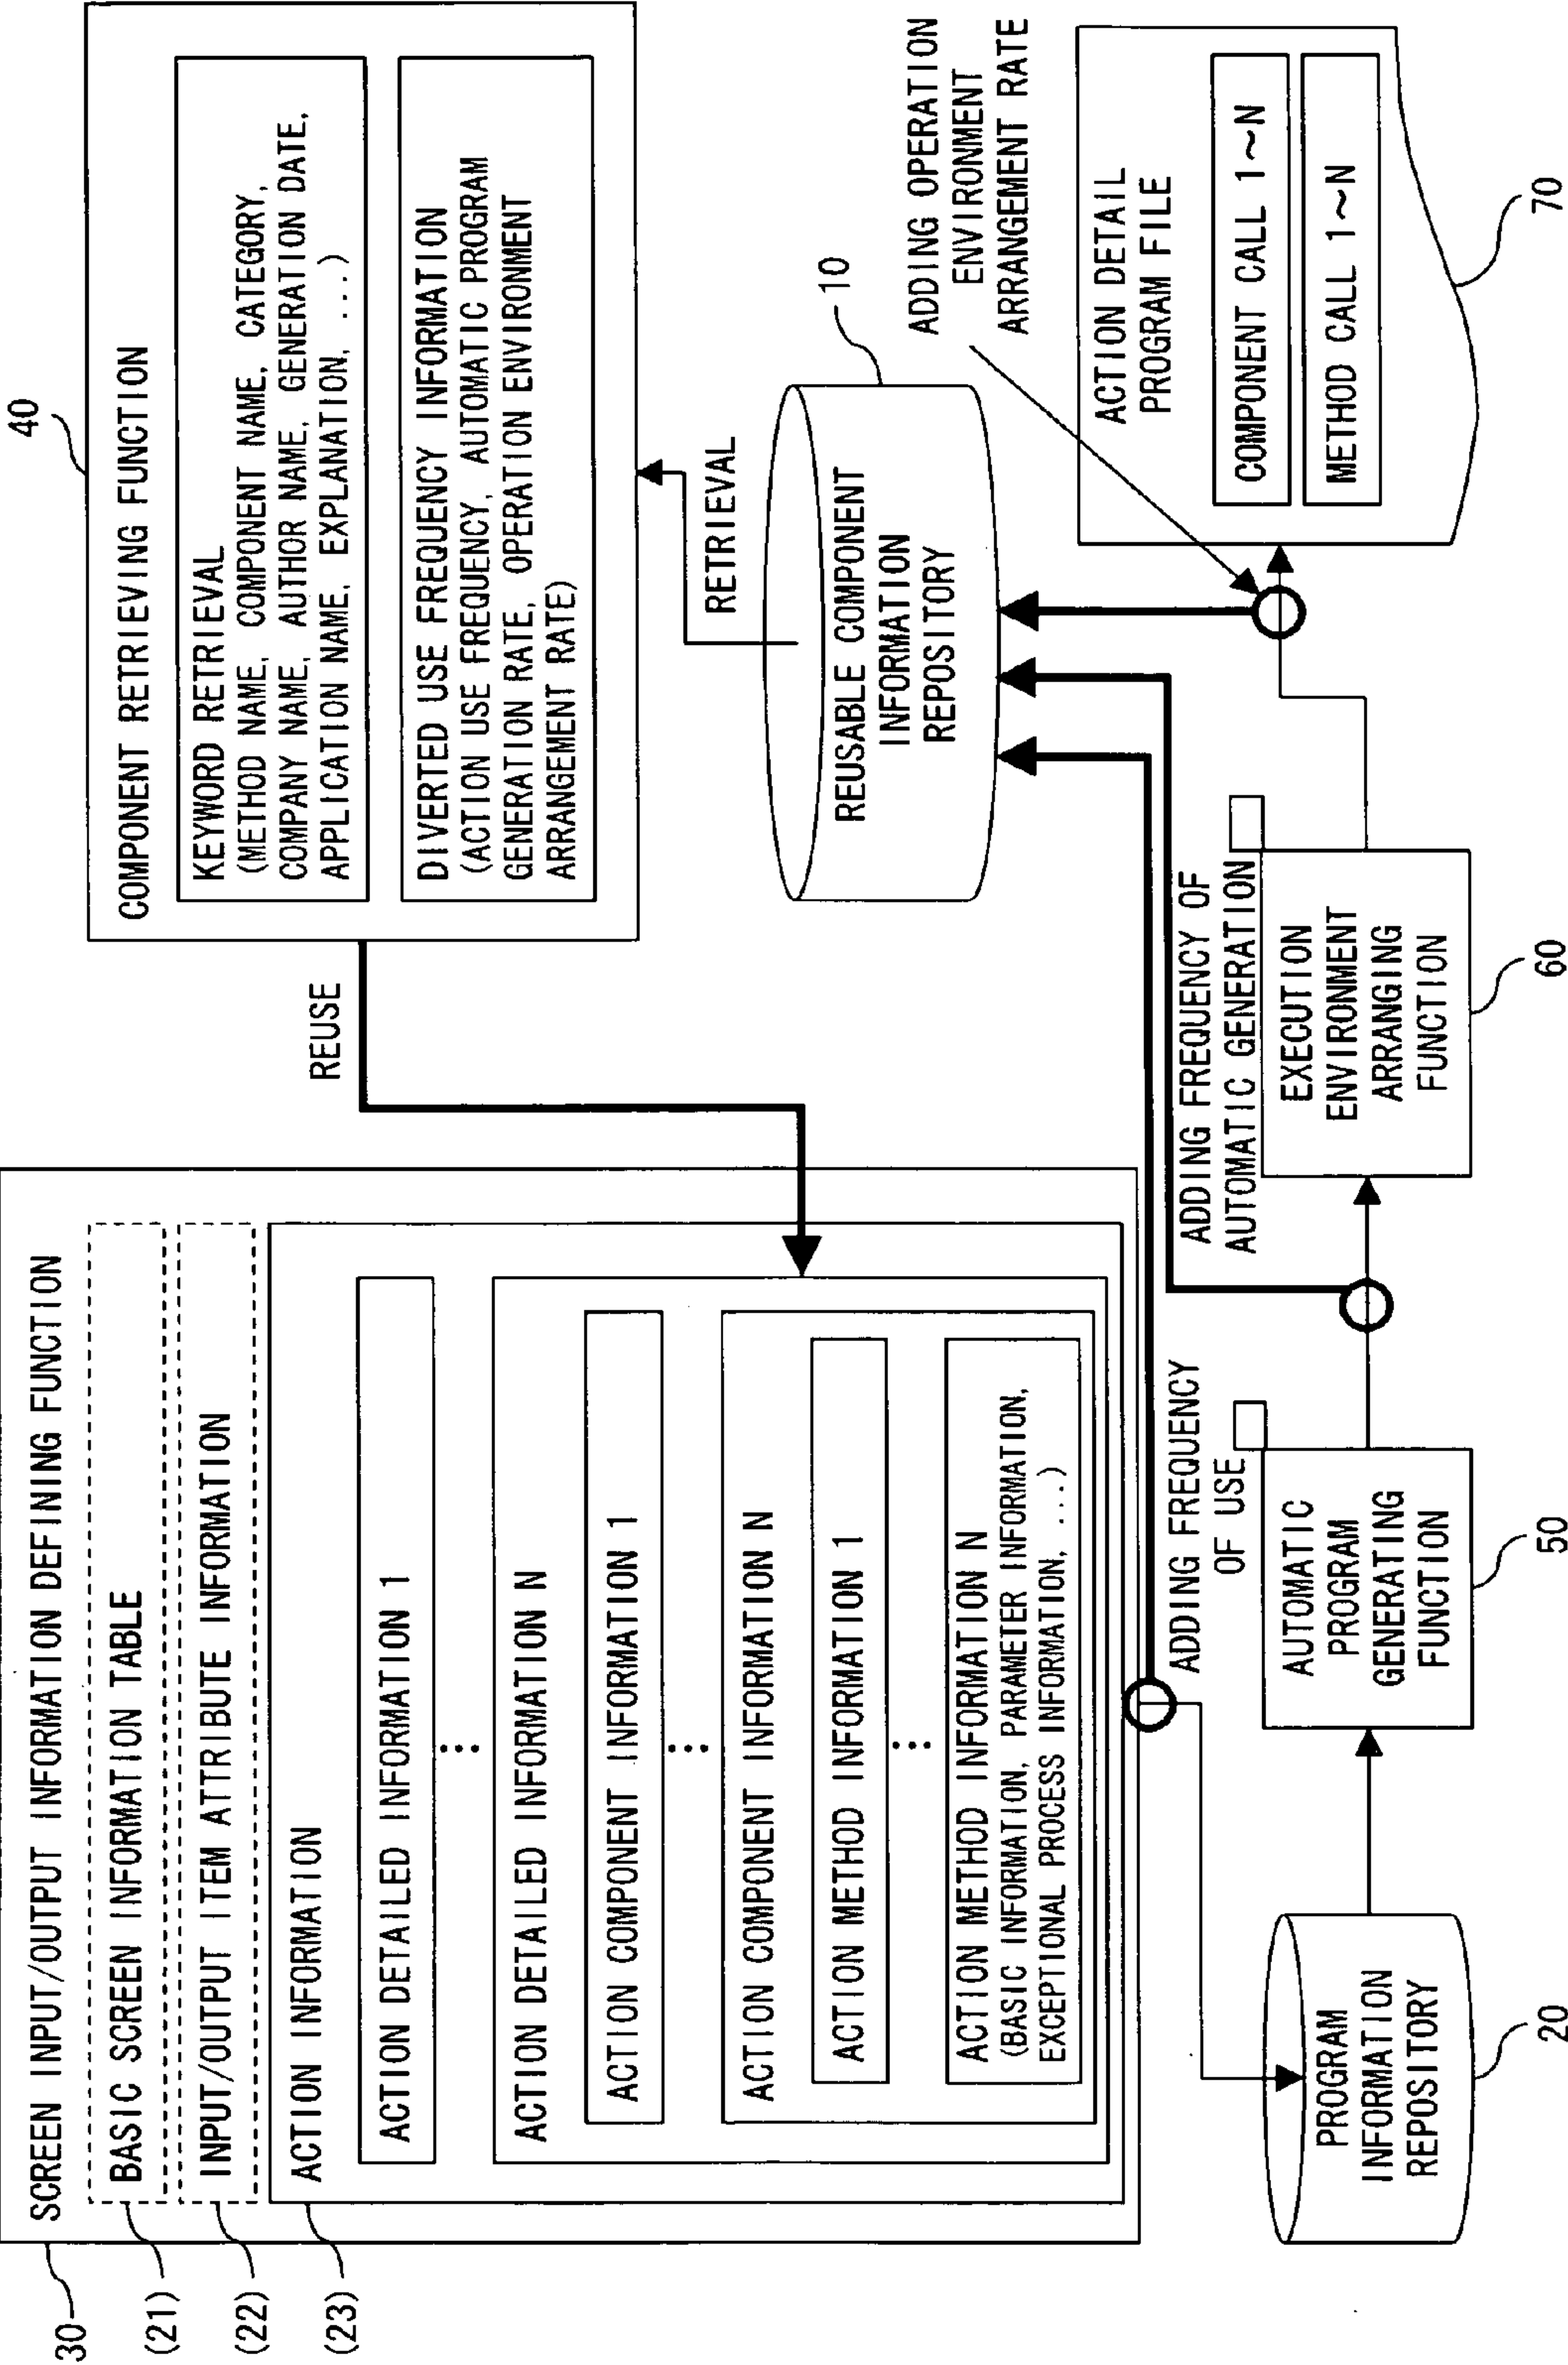 30
SCREEN INPUT/OUTPUT INFORMATION DEFINING FUNCTION
(21)
BASIC SCREEN INFORMATION TABLE
(22)
INPUT/OUTPUT ITEM ATTRIBUTE INFORMATION
(23)
ACTION INFORMATION
ACTION DETAILED INFORMATION 1
...
ACTION DETAILED INFORMATION N
ACTION COMPONENT INFORMATION 1
...
ACTION COMPONENT INFORMATION N
ACTION METHOD INFORMATION 1
...
ACTION METHOD INFORMATION N
(BASIC INFORMATION, PARAMETER INFORMATION,
EXCEPTIONAL PROCESS INFORMATION, ...)
REUSE
40
COMPONENT RETRIEVING FUNCTION
KEYWORD RETRIEVAL
(METHOD NAME, COMPONENT NAME, CATEGORY,
COMPANY NAME, AUTHOR NAME, GENERATION DATE,
APPLICATION NAME, EXPLANATION, ...)
DIVERTED USE FREQUENCY INFORMATION
(ACTION USE FREQUENCY, AUTOMATIC PROGRAM
GENERATION RATE, OPERATION ENVIRONMENT
ARRANGEMENT RATE)
RETRIEVAL
10
REUSABLE COMPONENT
INFORMATION
REPOSITORY
ADDING OPERATION
ENVIRONMENT
ARRANGEMENT RATE
ADDING FREQUENCY
OF USE
ADDING FREQUENCY OF
AUTOMATIC GENERATION
PROGRAM
INFORMATION
REPOSITORY
20
AUTOMATIC
PROGRAM
GENERATING
FUNCTION
50
EXECUTION
ENVIRONMENT
ARRANGING
FUNCTION
60
ACTION DETAIL
PROGRAM FILE
COMPONENT CALL 1~N
METHOD CALL 1~N
70